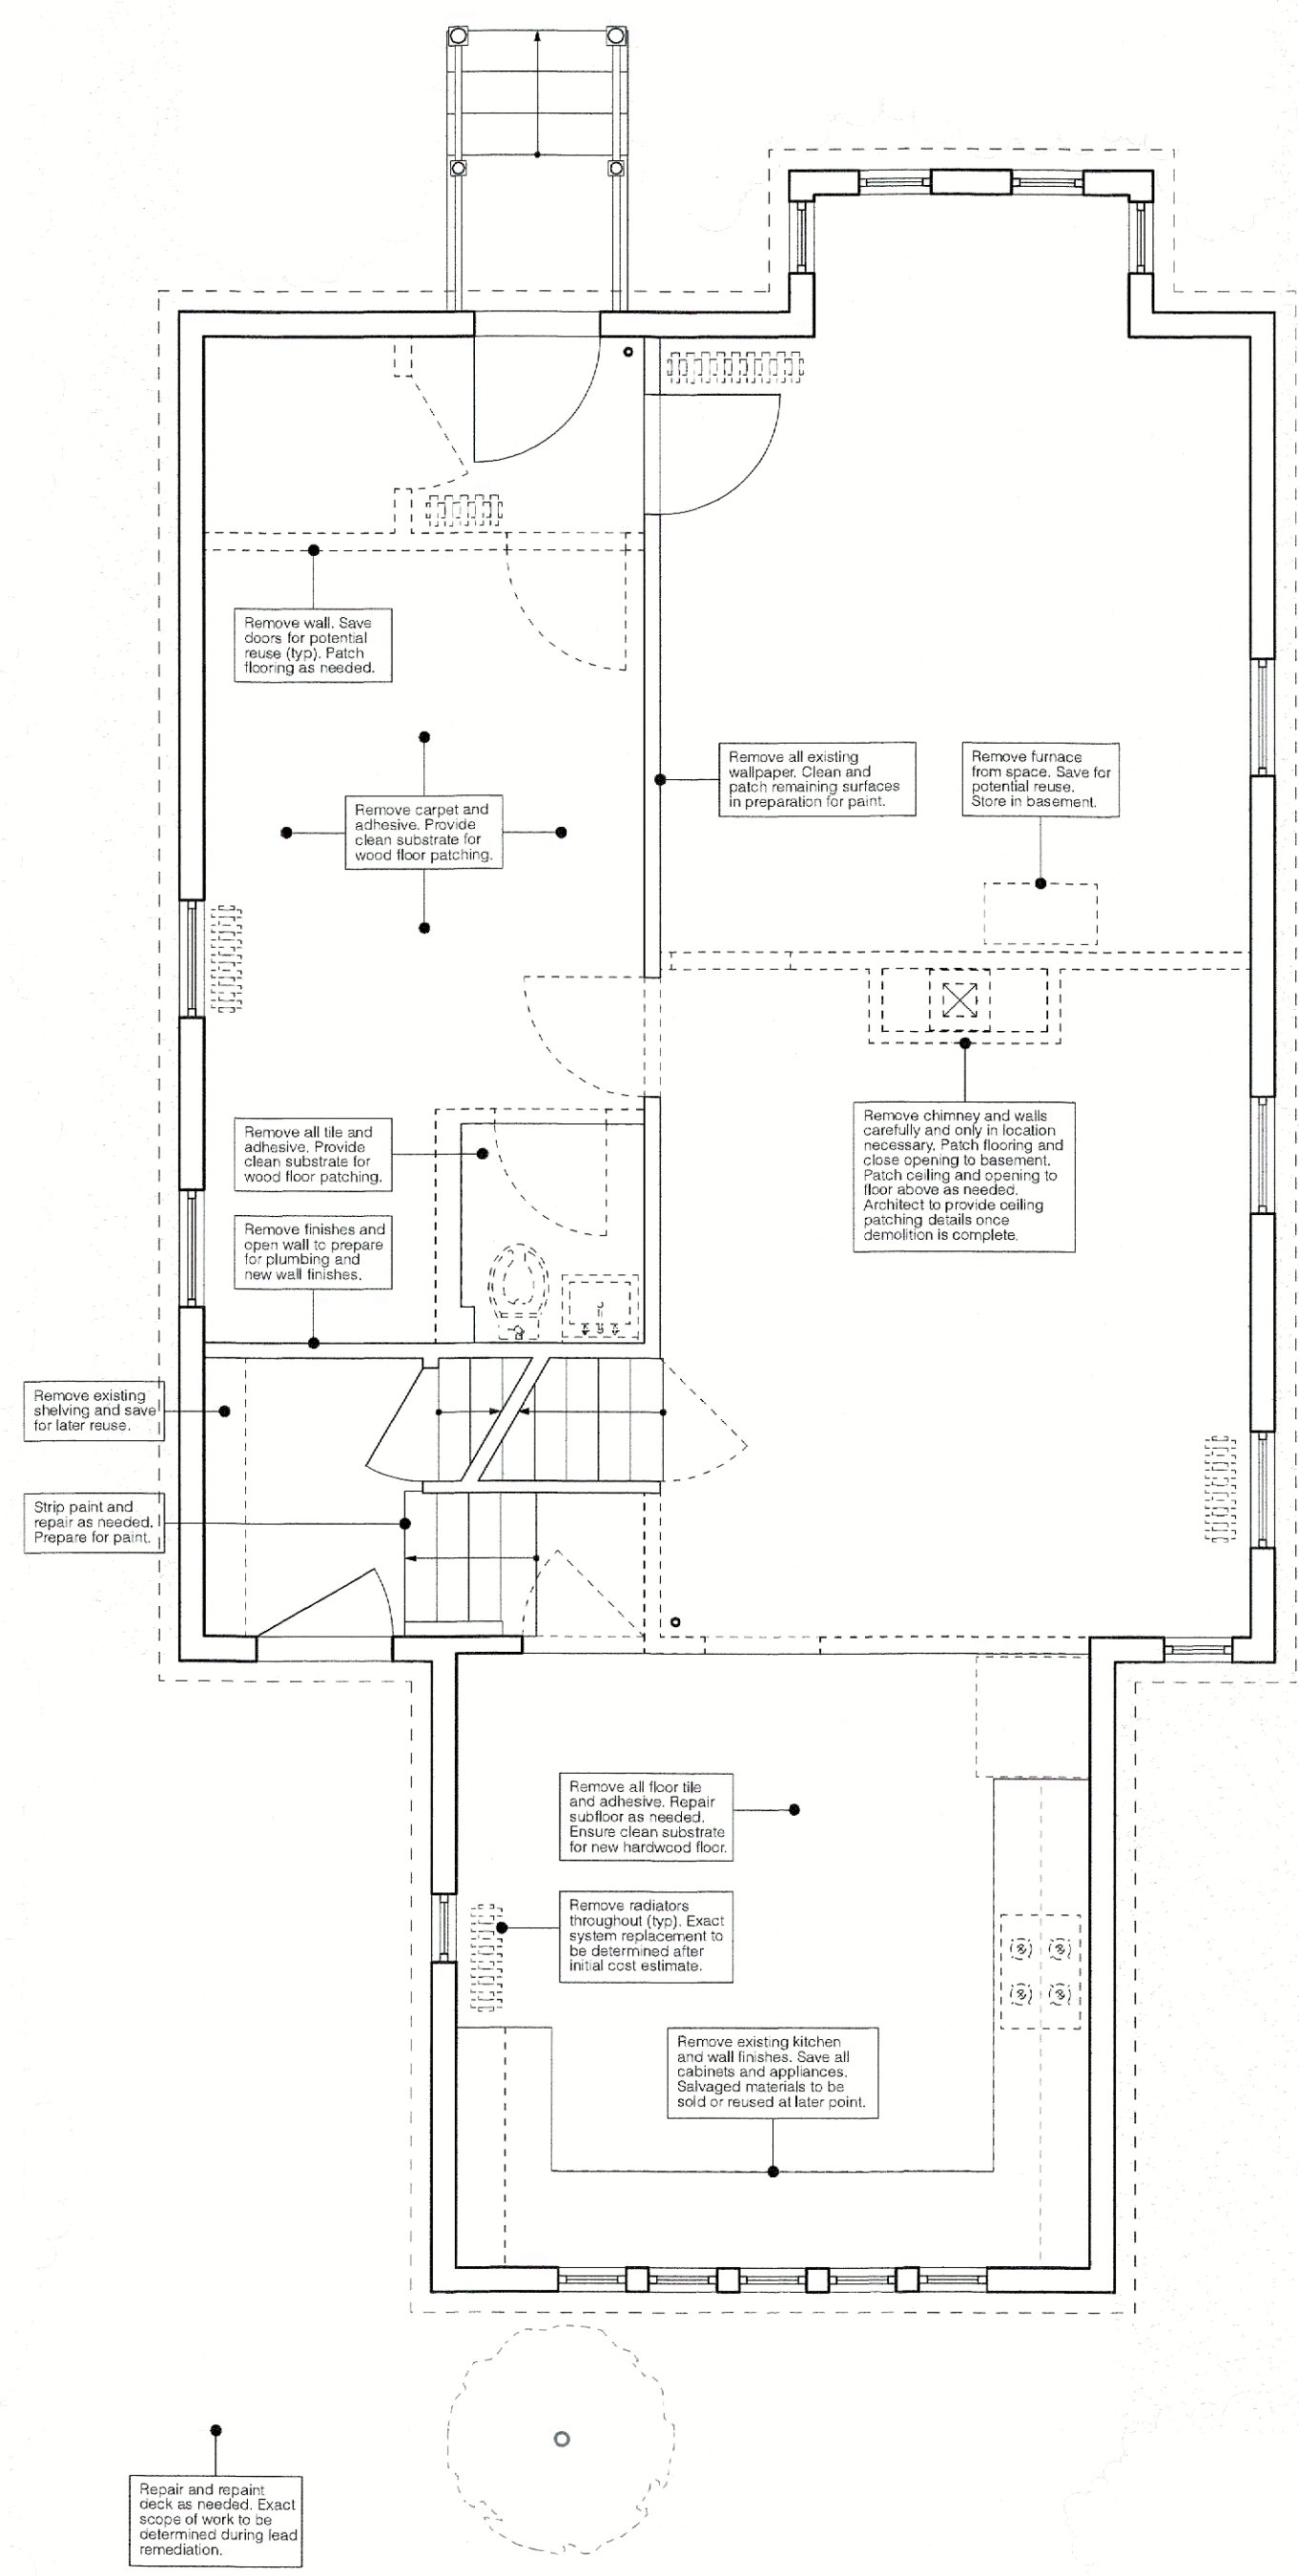 Remove wall. Save
doors for potential
reuse (typ). Patch
flooring as needed.
Remove all existing
wallpaper. Clean and
patch remaining surfaces
in preparation for paint.
Remove furnace
from space. Save for
potential reuse.
Store in basement.
Remove carpet and
adhesive. Provide
clean substrate for
wood floor patching.
Remove chimney and walls
carefully and only in location
necessary. Patch flooring and
close opening to basement.
Patch ceiling and opening to
floor above as needed.
Architect to provide ceiling
patching details once
demolition is complete.
Remove all tile and
adhesive. Provide
clean substrate for
wood floor patching.
Remove finishes and
open wall to prepare
for plumbing and
new wall finishes.
Remove existing
shelving and save
for later reuse.
Strip paint and
repair as needed.
Prepare for paint.
Remove all floor tile
and adhesive. Repair
subfloor as needed.
Ensure clean substrate
for new hardwood floor.
Remove radiators
throughout (typ). Exact
system replacement to
be determined after
initial cost estimate.
Remove existing kitchen
and wall finishes. Save all
cabinets and appliances.
Salvaged materials to be
sold or reused at later point.
Repair and repaint
deck as needed. Exact
scope of work to be
determined during lead
remediation.